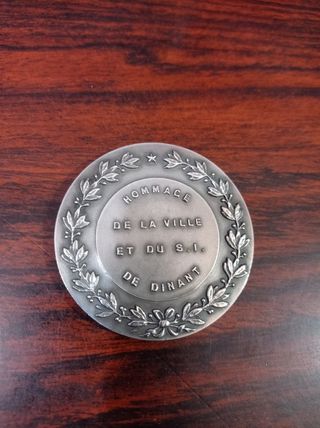 HOMMAGE
DE LA VILLE
ET DU S.I.
DE DINANT